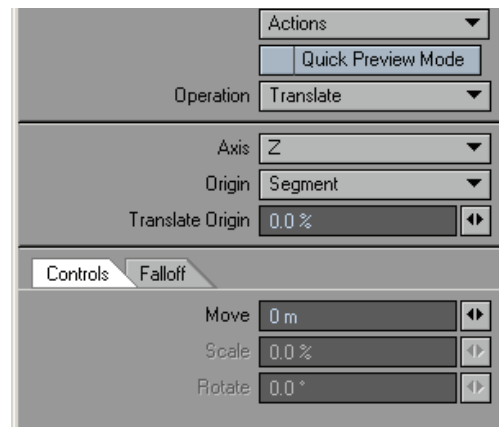 Actions
Quick Preview Mode
Operation Translate
Axis Z
Origin Segment
Translate Origin 0.0 %
Controls Falloff
Move 0 m
Scale 0.0 %
Rotate 0.0 °